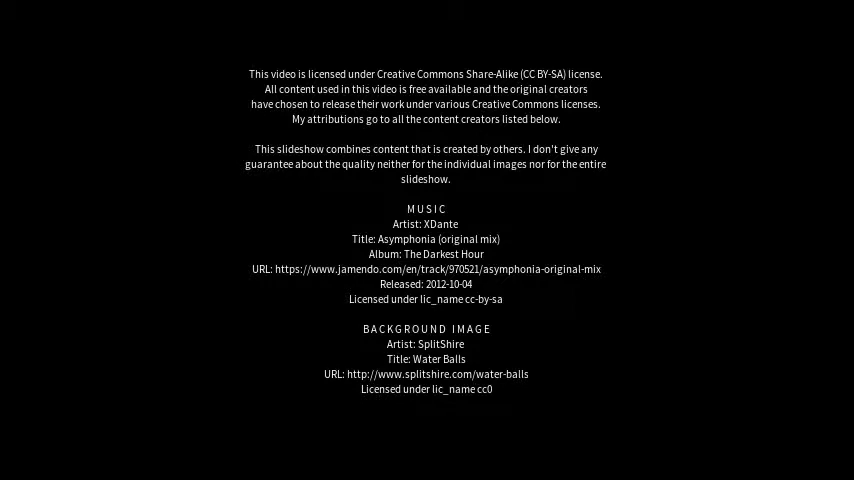 This video is licensed under Creative Commons Share-Alike (CC BY-SA) license.
All content used in this video is free available and the original creators
have chosen to release their work under various Creative Commons licenses.
My attributions go to all the content creators listed below.
This slideshow combines content that is created by others. I don't give any
guarantee about the quality neither for the individual images nor for the entire
slideshow.
MUSIC
Artist: XDante
Title: Asymphonia (original mix)
Album: The Darkest Hour
URL: https://www.jamendo.com/en/track/970521/asymphonia-original-mix
Released: 2012-10-04
Licensed under lic_name cc-by-sa
BACKGROUND IMAGE
Artist: SplitShire
Title: Water Balls
URL: http://www.splitshire.com/water-balls
Licensed under lic_name cc0